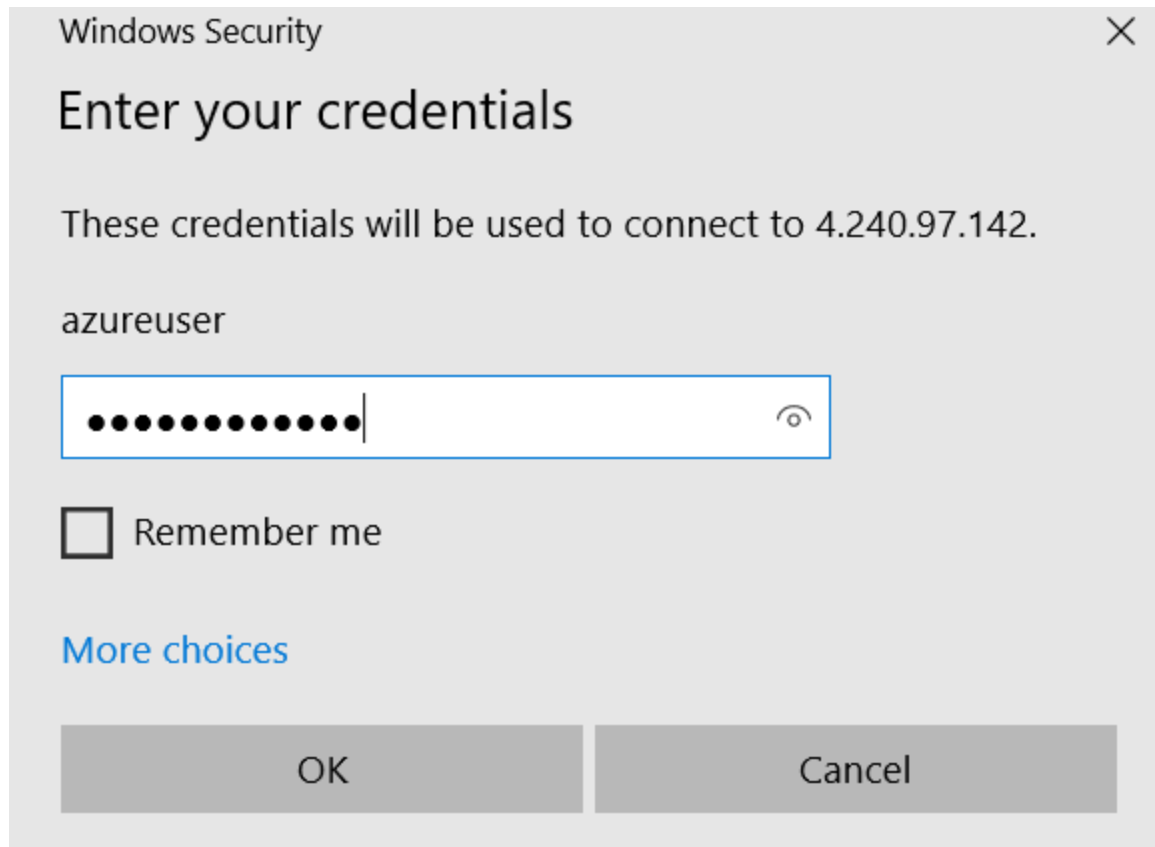 Windows Security
Enter your credentials
These credentials will be used to connect to 4.240.97.142.
azureuser
••••••••••••
Remember me
More choices
OK
Cancel